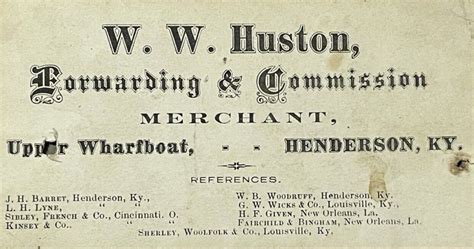 W. W. Huston,
Forwarding & Commission
MERCHANT,
Upper Wharfboat, - - HENDERSON, KY.
REFERENCES.
J. H. BARRET, Henderson, Ky.,
L. H. LYNE, " "
SIBLEY, FRENCH & Co., Cincinnati. O.
KINSEY & Co., " "
W. B. WOODRUFF, Henderson, Ky.
G. W. WICKS & Co., Louisville, Ky.,
H. F. GIVEN, New Orleans, La.
FAIRCHILD & BINGHAM, New Orleans, La.
SHERLEY, WOOLFOLK & Co., Louisville, Ky.